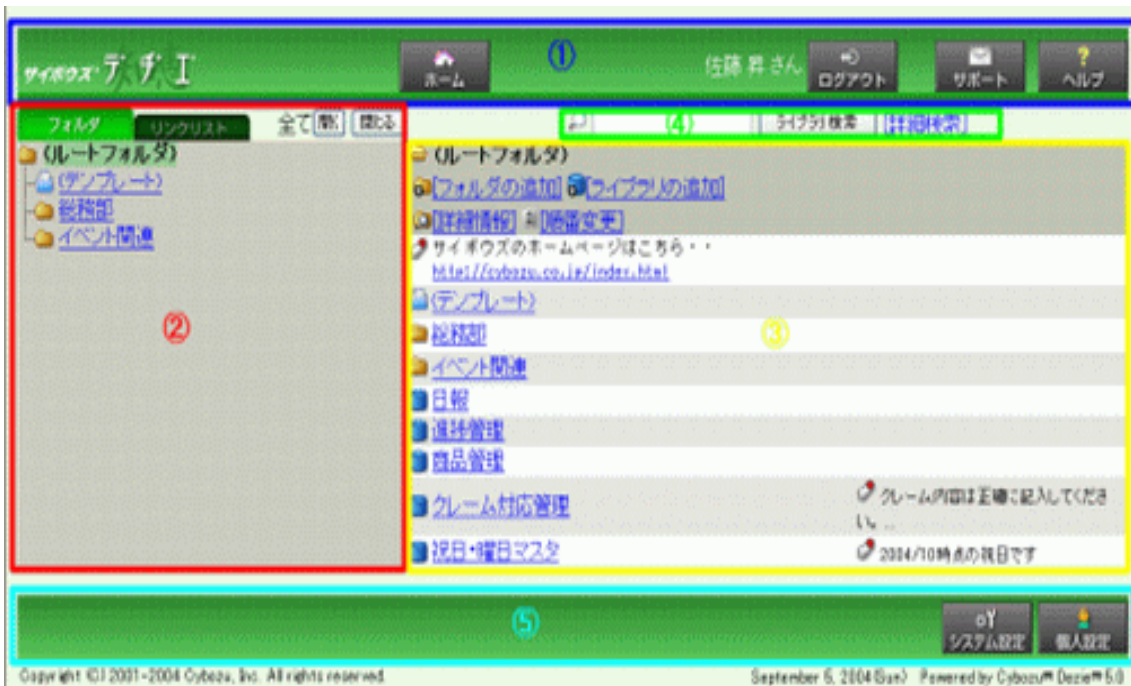 サイボウズ デヂエ
ホーム
①
佐藤 昇 さん
ログアウト
サポート
ヘルプ
フォルダ
リンクリスト
全て 開く 閉じる
④
ライブラリ検索
[詳細検索]
(ルートフォルダ)
(テンプレート)
総務部
イベント関連
②
(ルートフォルダ)
[フォルダの追加] [ライブラリの追加]
[詳細情報] [順番変更]
サイボウズのホームページはこちら・・
http://cybozu.co.jp/index.html
(テンプレート)
総務部
③
イベント関連
日報
進捗管理
商品管理
クレーム対応管理
クレーム内容は正確に記入してくださ
い。..
祝日・曜日マスタ
2004/10時点の祝日です
⑤
システム設定
個人設定
Copyright (C) 2001-2004 Cybozu, Inc. All rights reserved.
September 5, 2004(Sun) Powered by Cybozu™ Dezie™ 5.0